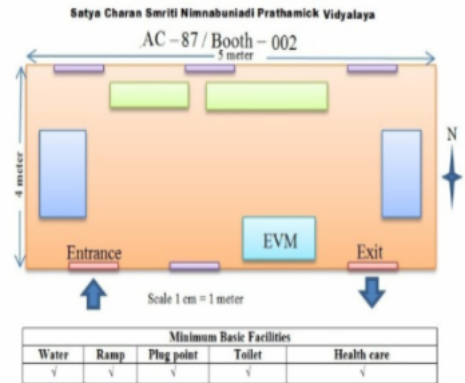 Satya Charan Smriti Nimnabuniadi Prathamick Vidyalaya
AC – 87 / Booth – 002
5 meter
4 meter
N
EVM
Entrance
Exit
Scale 1 cm = 1 meter
Minimum Basic Facilities
Water Ramp Plug point Toilet Health care
√ √ √ √ √